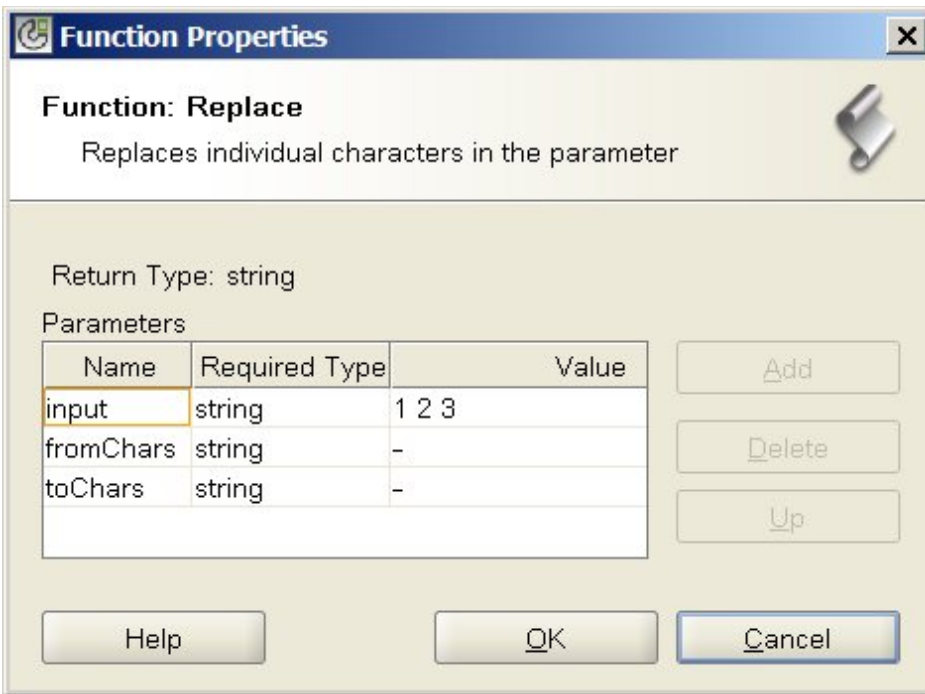 Function Properties
Function: Replace
Replaces individual characters in the parameter
Return Type: string
Parameters
Name Required Type Value
input string 1 2 3
fromChars string -
toChars string -
Add
Delete
Up
Help OK Cancel